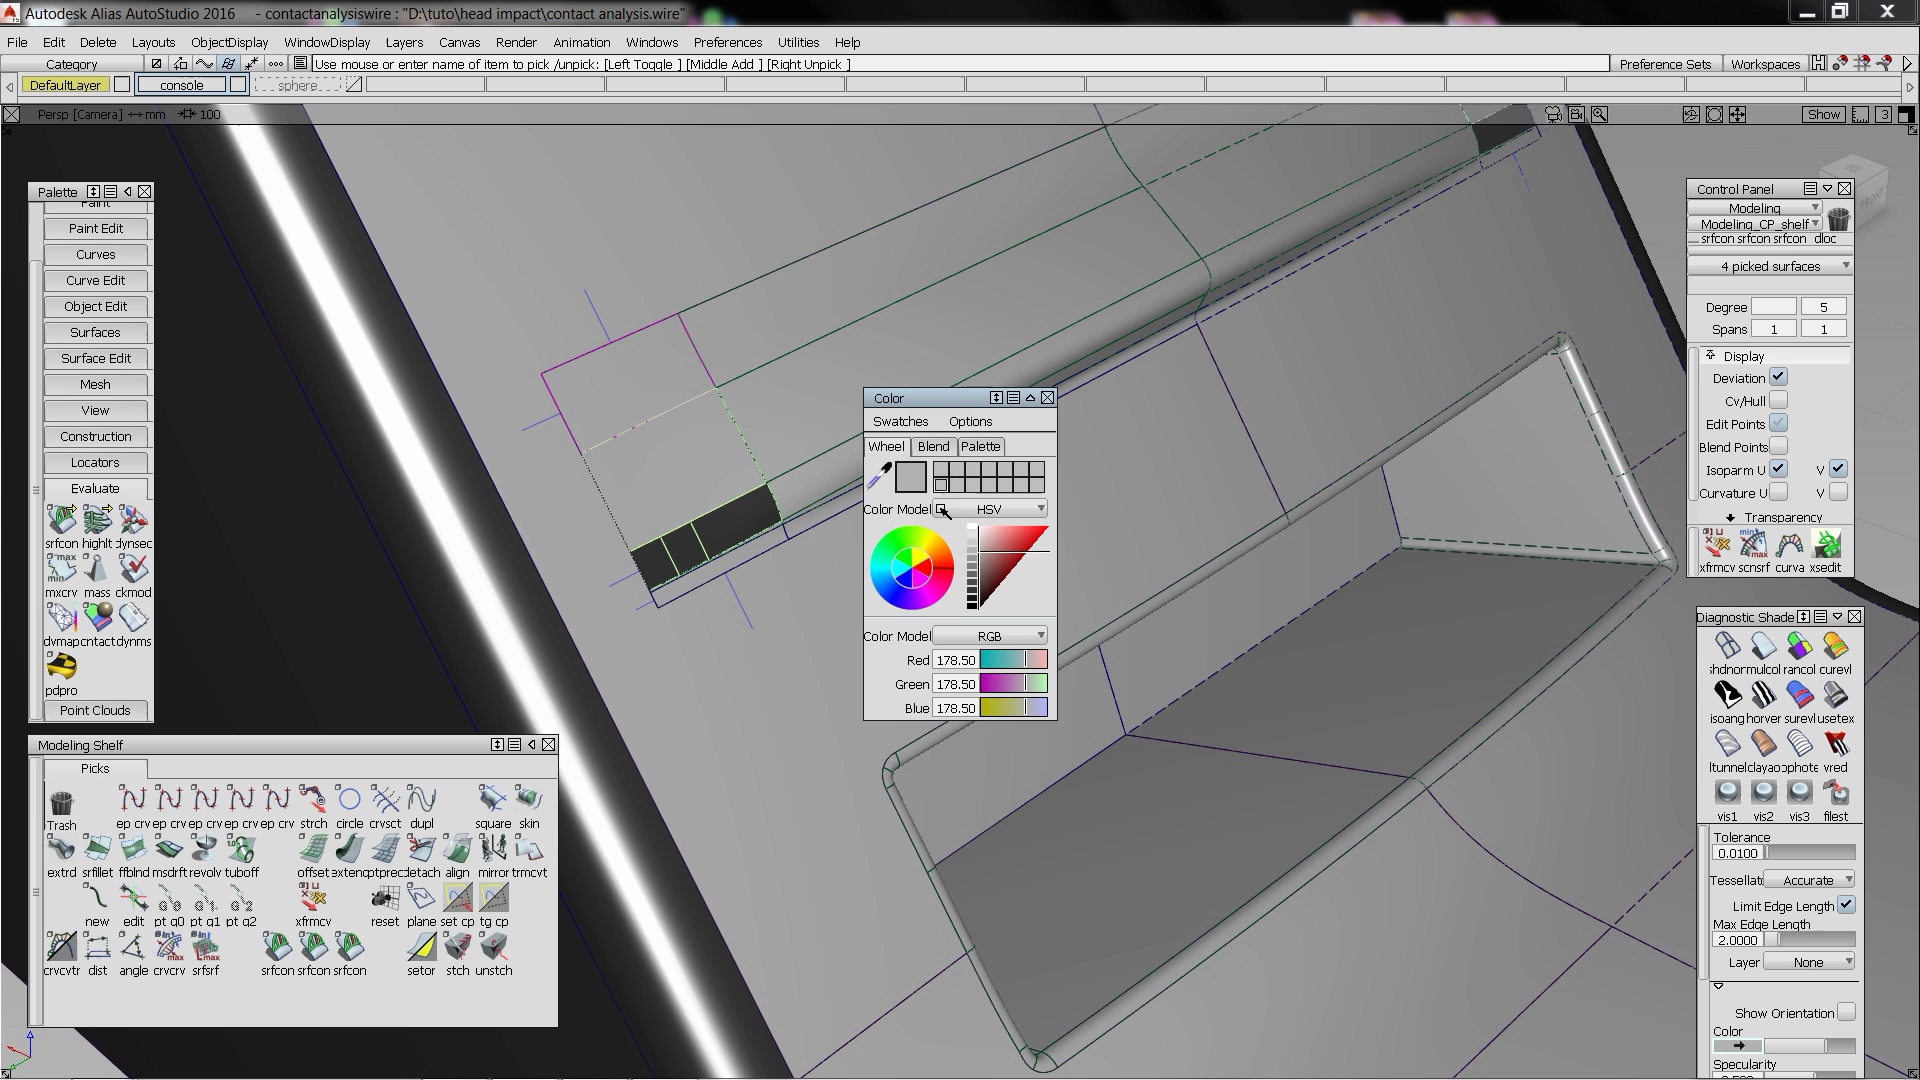 Autodesk Alias AutoStudio 2016 - contactanalysiswire : "D:\tuto\head impact\contact analysis.wire"
File Edit Delete Layouts ObjectDisplay WindowDisplay Layers Canvas Render Animation Windows Preferences Utilities Help
Category Use mouse or enter name of item to pick /unpick: [Left Toggle ] [Middle Add ] [Right Unpick ] Preference Sets Workspaces
DefaultLayer console sphere
Persp [Camera] mm 100 Show 3
Palette
Paint
Paint Edit
Curves
Curve Edit
Object Edit
Surfaces
Surface Edit
Mesh
View
Construction
Locators
Evaluate
srfcon highlt dynsec
max min
mxcrv mass ckmod
dvmap cntact dynms
pdpro
Point Clouds
Modeling Shelf
Picks
Trash ep crv ep crv ep crv ep crv ep crv strch circle crvsct dupl square skin
extrd srfillet ffblnd msdrft revolv tuboff offset extenc ptprec detach align mirror trmcvt
new edit pt g0 pt g1 pt g2 xfrmcv reset plane set cp tg cp
crvcvtr dist angle crvcrv srfsrf srfcon srfcon srfcon setor stch unstch
Color
Swatches Options
Wheel Blend Palette
Color Model HSV
Color Model RGB
Red 178.50
Green 178.50
Blue 178.50
Control Panel
Modeling
Modeling_CP_shelf
srfcon srfcon srfcon dloc
4 picked surfaces
Degree 5
Spans 1 1
Display
Deviation
Cv/Hull
Edit Points
Blend Points
Isoparm U V
Curvature U V
Transparency
xfrmcv scnsrf curva xsedit
FRONT
Diagnostic Shade
shdnor mulcol rancol curevl
isoang horver surevl usetex
ltunnel clayao pphote vred
vis1 vis2 vis3 filest
Tolerance
0.0100
Tessellat Accurate
Limit Edge Length
Max Edge Length
2.0000
Layer None
Show Orientation
Color
Specularity